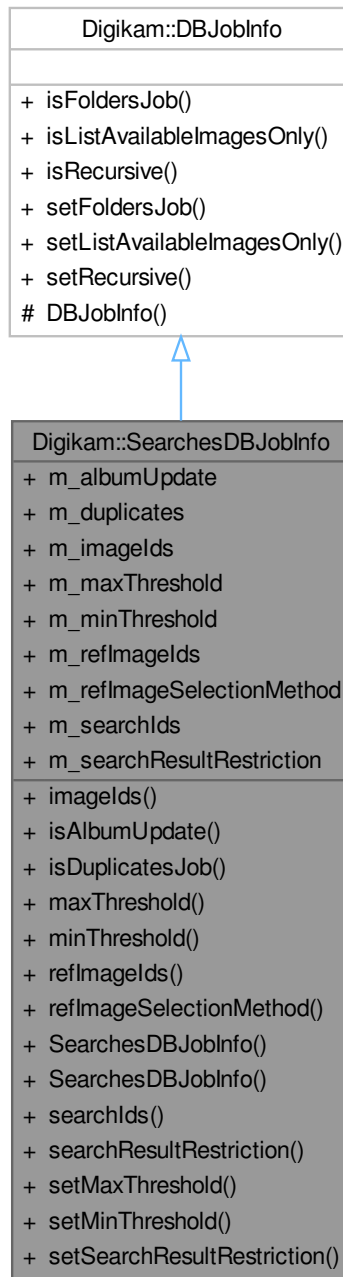 Digikam::DBJobInfo
+ isFoldersJob()
+ isListAvailableImagesOnly()
+ isRecursive()
+ setFoldersJob()
+ setListAvailableImagesOnly()
+ setRecursive()
# DBJobInfo()
Digikam::SearchesDBJobInfo
+ m_albumUpdate
+ m_duplicates
+ m_imageIds
+ m_maxThreshold
+ m_minThreshold
+ m_refImageIds
+ m_refImageSelectionMethod
+ m_searchIds
+ m_searchResultRestriction
+ imageIds()
+ isAlbumUpdate()
+ isDuplicatesJob()
+ maxThreshold()
+ minThreshold()
+ refImageIds()
+ refImageSelectionMethod()
+ SearchesDBJobInfo()
+ SearchesDBJobInfo()
+ searchIds()
+ searchResultRestriction()
+ setMaxThreshold()
+ setMinThreshold()
+ setSearchResultRestriction()